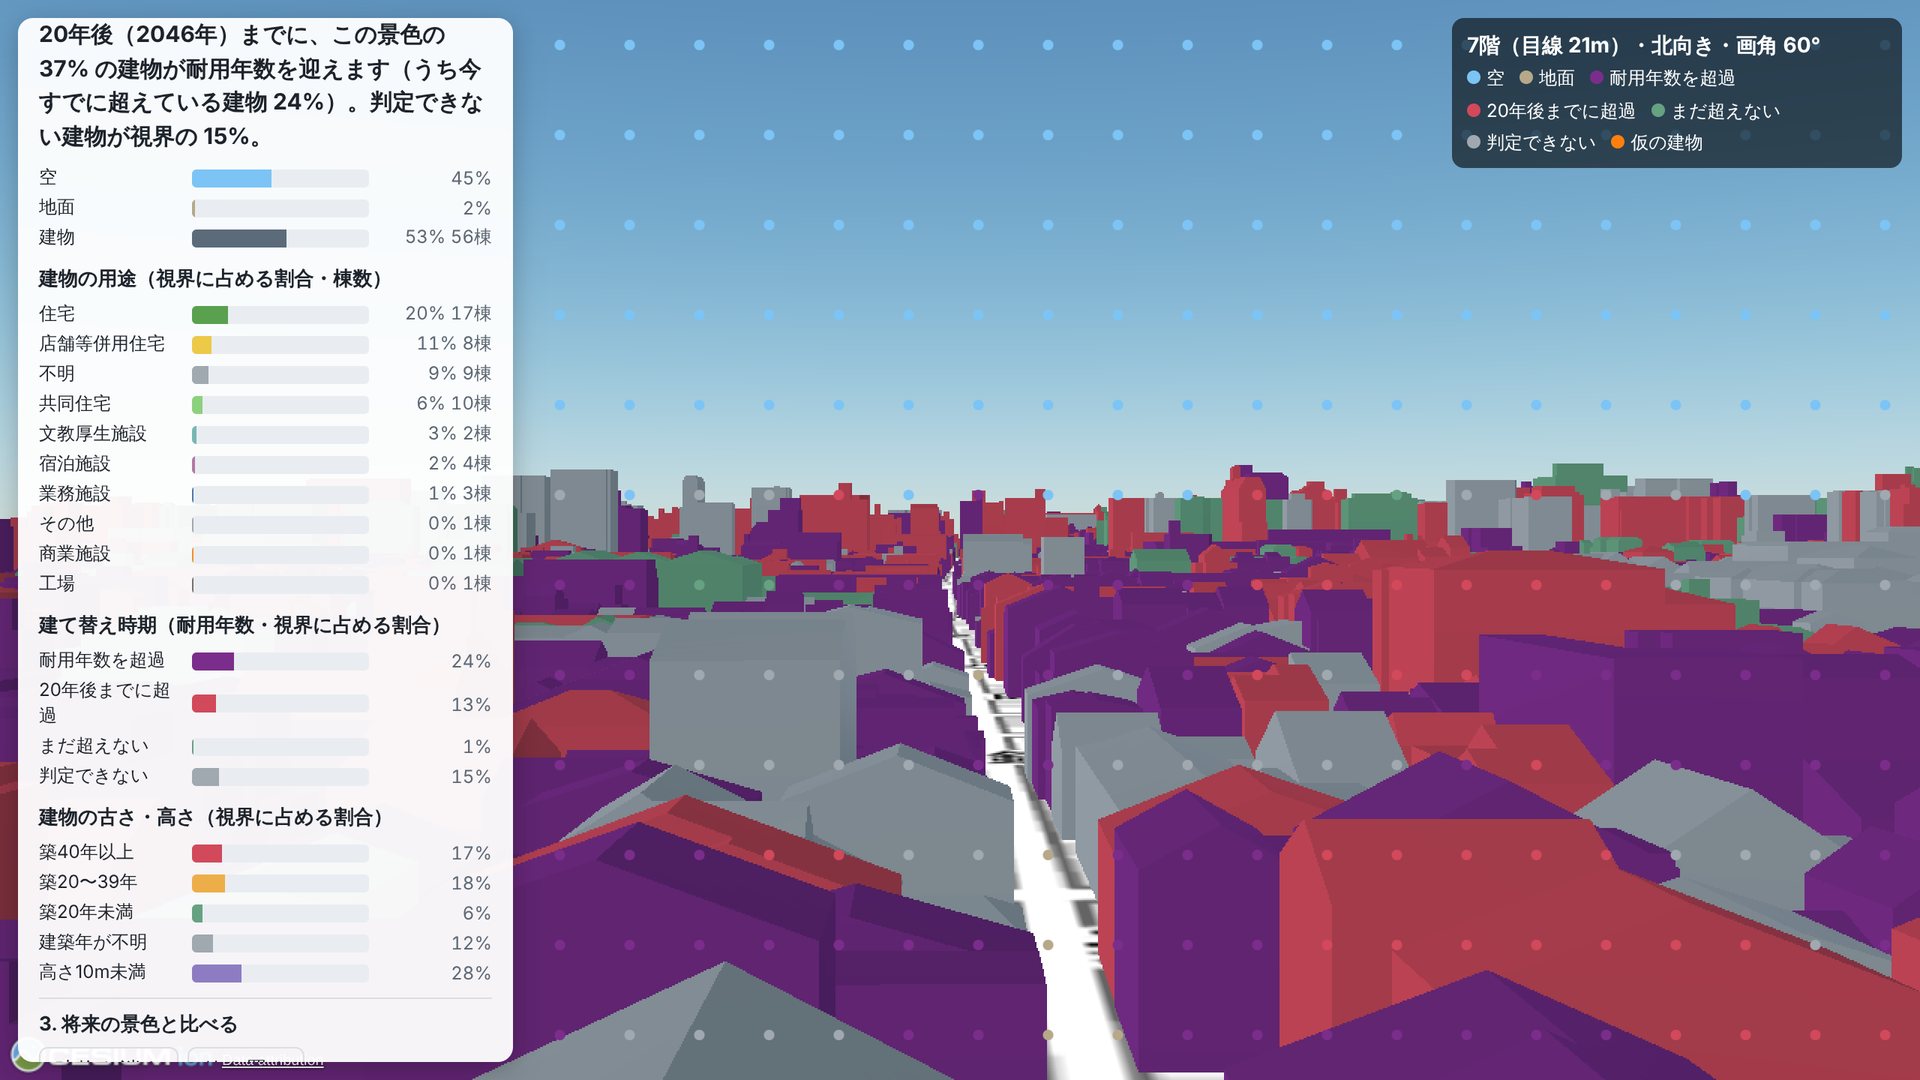 20年後（2046年）までに、この景色の
37% の建物が耐用年数を迎えます（うち今
すでに超えている建物 24%）。判定できな
い建物が視界の 15%。
空 45%
地面 2%
建物 53% 56棟
建物の用途（視界に占める割合・棟数）
住宅 20% 17棟
店舗等併用住宅 11% 8棟
不明 9% 9棟
共同住宅 6% 10棟
文教厚生施設 3% 2棟
宿泊施設 2% 4棟
業務施設 1% 3棟
その他 0% 1棟
商業施設 0% 1棟
工場 0% 1棟
建て替え時期（耐用年数・視界に占める割合）
耐用年数を超過 24%
20年後までに超
過 13%
まだ超えない 1%
判定できない 15%
建物の古さ・高さ（視界に占める割合）
築40年以上 17%
築20〜39年 18%
築20年未満 6%
建築年が不明 12%
高さ10m未満 28%
3. 将来の景色と比べる
CESIUM ion Data attribution
7階（目線 21m）・北向き・画角 60°
空 地面 耐用年数を超過
20年後までに超過 まだ超えない
判定できない 仮の建物